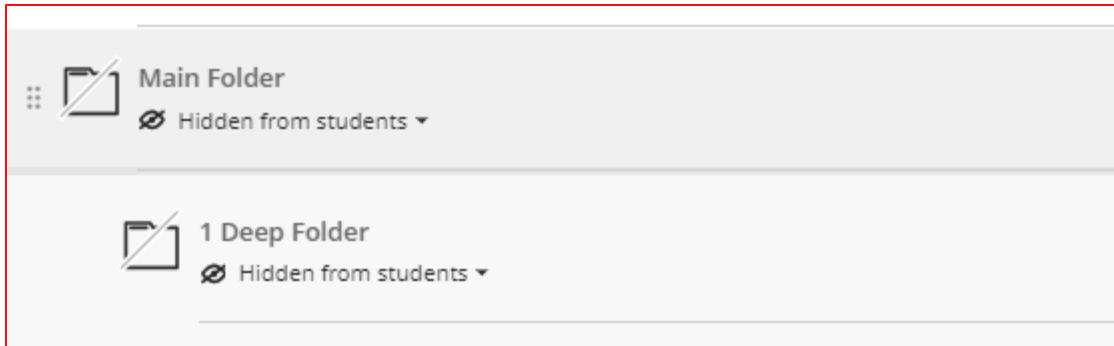 Main Folder
Hidden from students
1 Deep Folder
Hidden from students